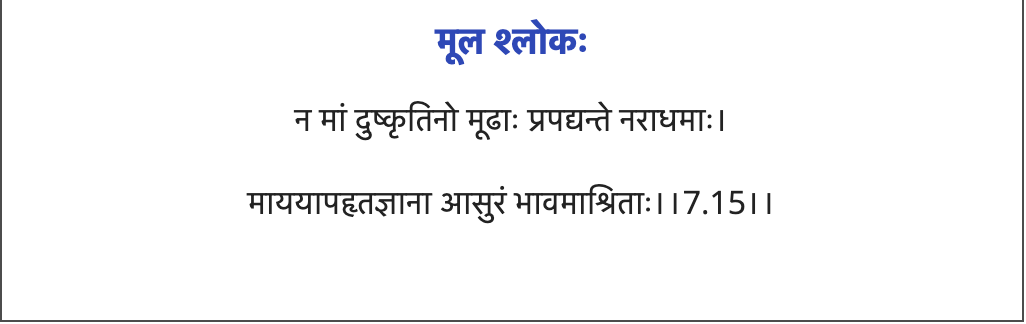 मूल श्लोकः
न मां दुष्कृतिनो मूढाः प्रपद्यन्ते नराधमाः।
माययापहृतज्ञाना आसुरं भावमाश्रिताः।।7.15।।